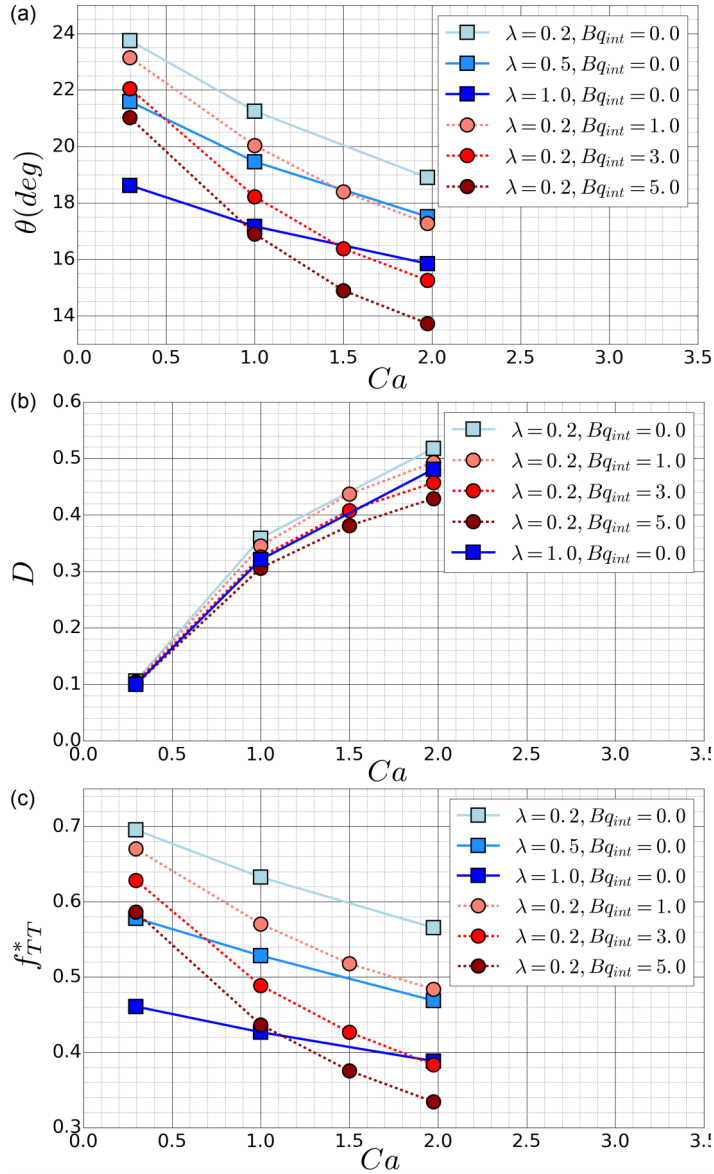 (a)
24
22
20
18
16
14
θ(deg)
λ=0.2, Bq_int=0.0
λ=0.5, Bq_int=0.0
λ=1.0, Bq_int=0.0
λ=0.2, Bq_int=1.0
λ=0.2, Bq_int=3.0
λ=0.2, Bq_int=5.0
0.0 0.5 1.0 1.5 2.0 2.5 3.0 3.5
Ca
(b)
0.6
0.5
0.4
0.3
0.2
0.1
0.0
D
λ=0.2, Bq_int=0.0
λ=0.2, Bq_int=1.0
λ=0.2, Bq_int=3.0
λ=0.2, Bq_int=5.0
λ=1.0, Bq_int=0.0
0.0 0.5 1.0 1.5 2.0 2.5 3.0 3.5
Ca
(c)
0.7
0.6
0.5
0.4
0.3
f*_TT
λ=0.2, Bq_int=0.0
λ=0.5, Bq_int=0.0
λ=1.0, Bq_int=0.0
λ=0.2, Bq_int=1.0
λ=0.2, Bq_int=3.0
λ=0.2, Bq_int=5.0
0.0 0.5 1.0 1.5 2.0 2.5 3.0 3.5
Ca